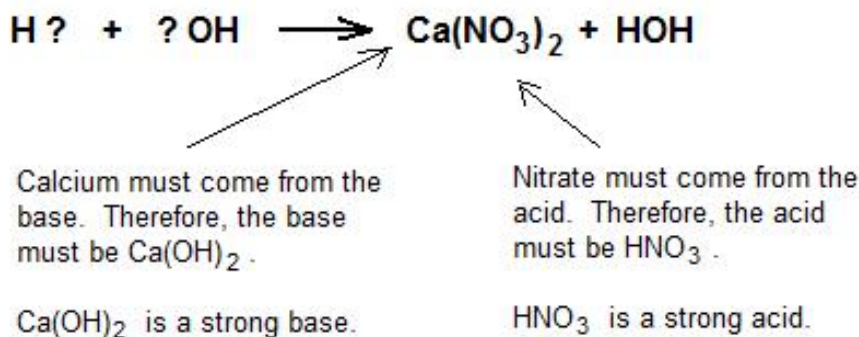 H ? + ? OH ⟶ Ca(NO₃)₂ + HOH
Calcium must come from the
base. Therefore, the base
must be Ca(OH)₂ .
Ca(OH)₂ is a strong base.
Nitrate must come from the
acid. Therefore, the acid
must be HNO₃ .
HNO₃ is a strong acid.